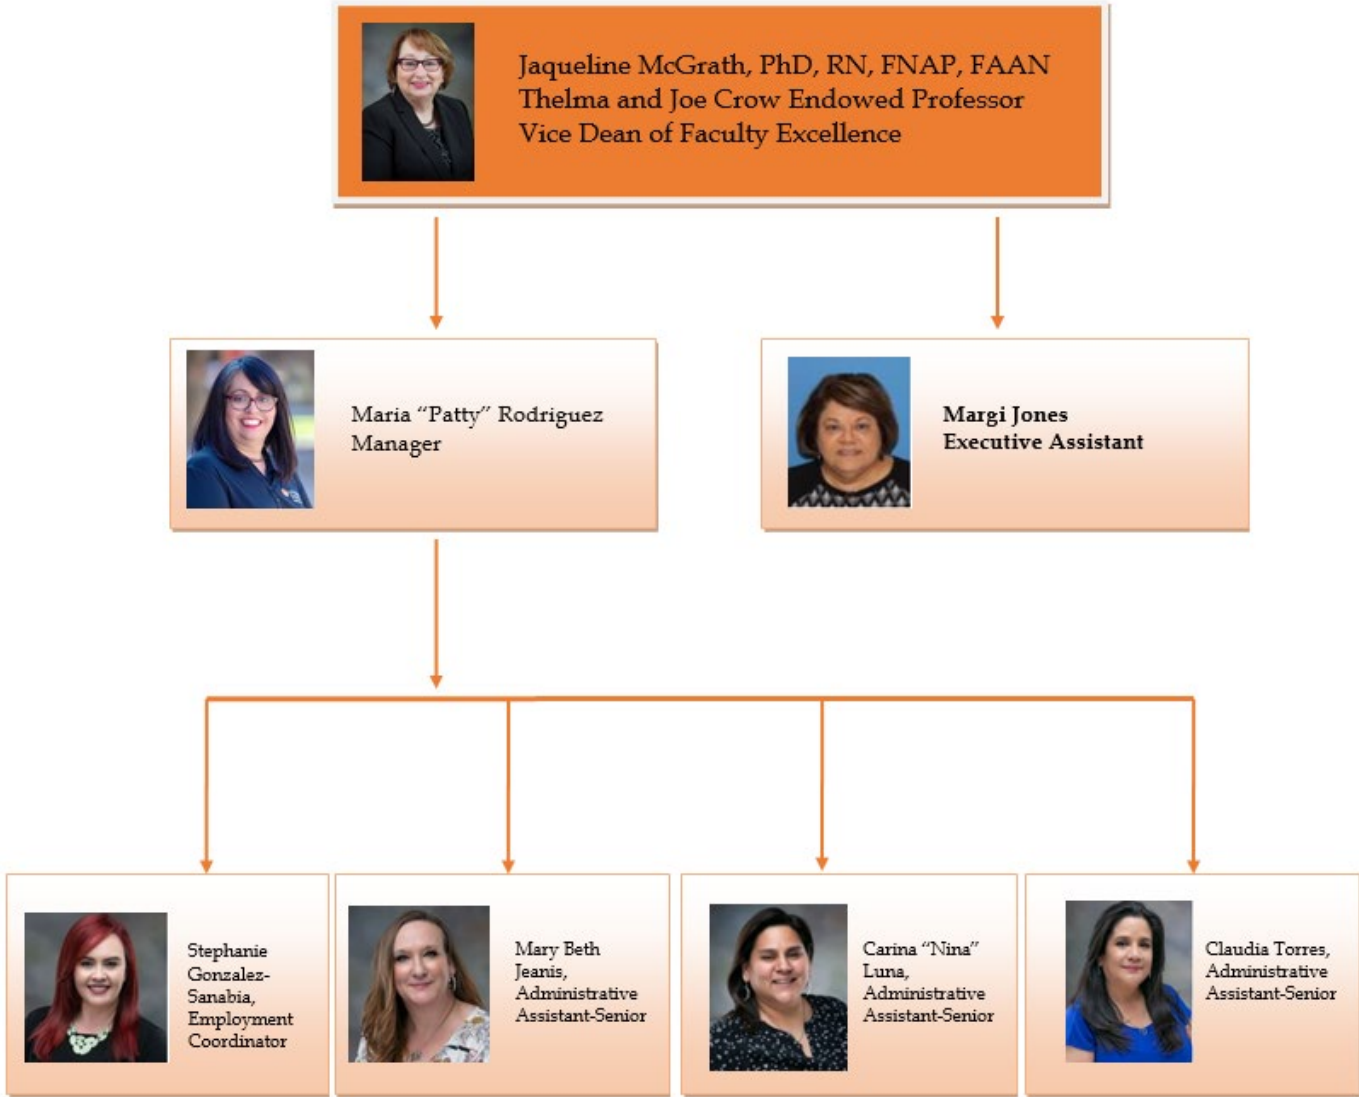 Jaqueline McGrath, PhD, RN, FNAP, FAAN
Thelma and Joe Crow Endowed Professor
Vice Dean of Faculty Excellence
Maria “Patty” Rodriguez
Manager
Margi Jones
Executive Assistant
Stephanie
Gonzalez-
Sanabia,
Employment
Coordinator
Mary Beth
Jeanis,
Administrative
Assistant-Senior
Carina “Nina”
Luna,
Administrative
Assistant-Senior
Claudia Torres,
Administrative
Assistant-Senior